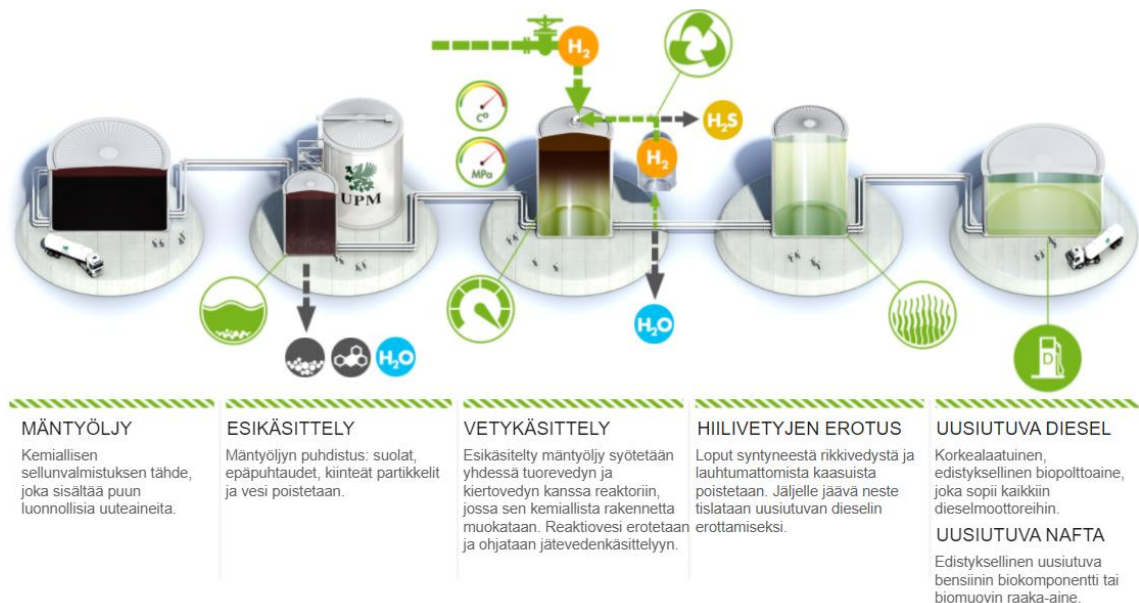 H₂
C°
MPa
H₂S
H₂
UPM
H₂O
H₂O
D
MÄNTYÖLJY
Kemiallisen
sellunvalmistuksen tähde,
joka sisältää puun
luonnollisia uuteaineita.
ESIKÄSITTELY
Mäntyöljyn puhdistus: suolat,
epäpuhtaudet, kiinteät partikkelit
ja vesi poistetaan.
VETYKÄSITTELY
Esikäsitelty mäntyöljy syötetään
yhdessä tuorevedyn ja
kiertovedyn kanssa reaktoriin,
jossa sen kemiallista rakennetta
muokataan. Reaktiovesi erotetaan
ja ohjataan jätevedenkäsittelyyn.
HIILIVETYJEN EROTUS
Loput syntyneestä rikkivedystä ja
lauhtumattomista kaasuista
poistetaan. Jäljelle jäävä neste
tislataan uusiutuvan dieselin
erottamiseksi.
UUSIUTUVA DIESEL
Korkealaatuinen,
edistyksellinen biopolttoaine,
joka sopii kaikkiin
dieselmoottoreihin.
UUSIUTUVA NAFTA
Edistyksellinen uusiutuva
bensiinin biokomponentti tai
biomuovin raaka-aine.